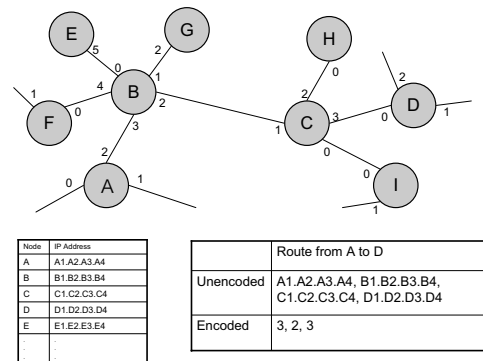 E
G
H
5
2
0
0
1
4
B
2
2
1
F
0
3
2
C
3
0
D
1
1
0
2
1
0
A
0
I
1
Node IP Address
A A1.A2.A3.A4
B B1.B2.B3.B4
C C1.C2.C3.C4
D D1.D2.D3.D4
E E1.E2.E3.E4
. .
. .
Route from A to D
Unencoded A1.A2.A3.A4, B1.B2.B3.B4,
C1.C2.C3.C4, D1.D2.D3.D4
Encoded 3, 2, 3